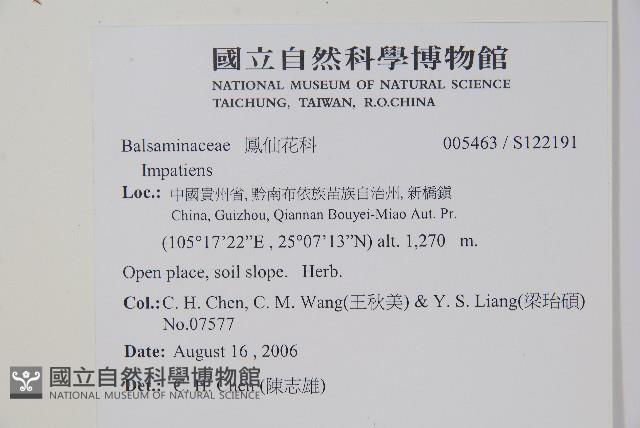 國立自然科學博物館
NATIONAL MUSEUM OF NATURAL SCIENCE
TAICHUNG, TAIWAN, R.O.CHINA
Balsaminaceae 鳳仙花科 005463 / S122191
Impatiens
Loc.: 中國貴州省, 黔南布依族苗族自治州, 新橋鎮
China, Guizhou, Qiannan Bouyei-Miao Aut. Pr.
(105°17'22”E , 25°07'13”N) alt. 1,270 m.
Open place, soil slope. Herb.
Col.: C. H. Chen, C. M. Wang(王秋美) & Y. S. Liang(梁珆碩)
No.07577
Date: August 16 , 2006
Det.: C. H. Chen (陳志雄)
國立自然科學博物館
NATIONAL MUSEUM OF NATURAL SCIENCE